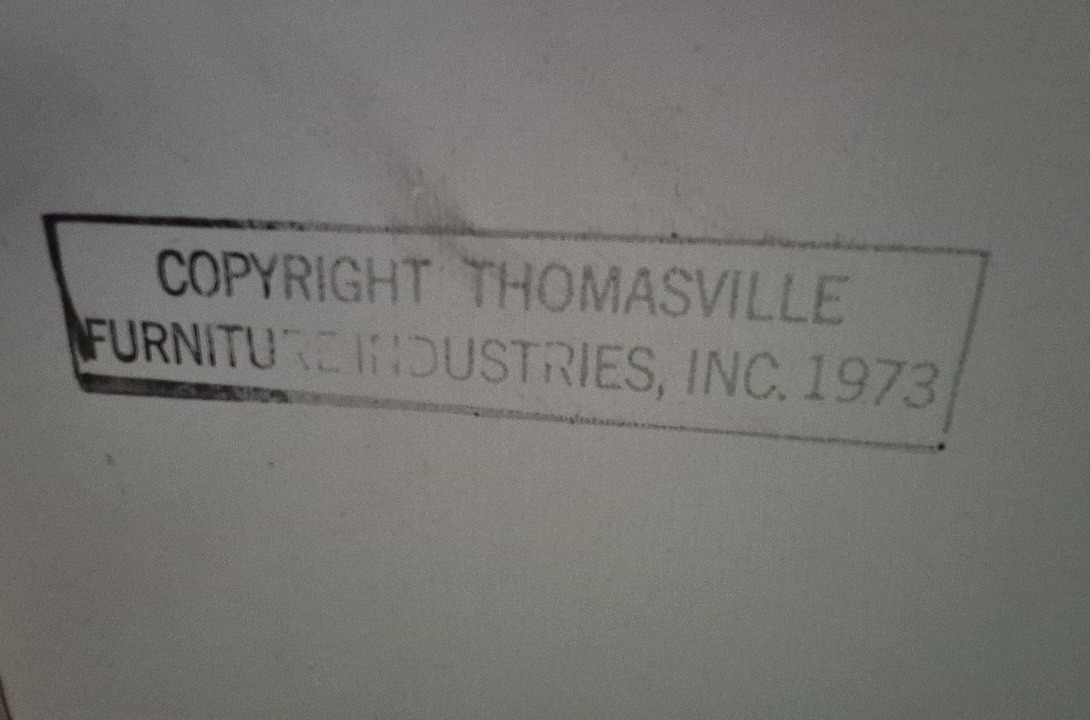 COPYRIGHT THOMASVILLE
FURNITURE INDUSTRIES, INC. 1973